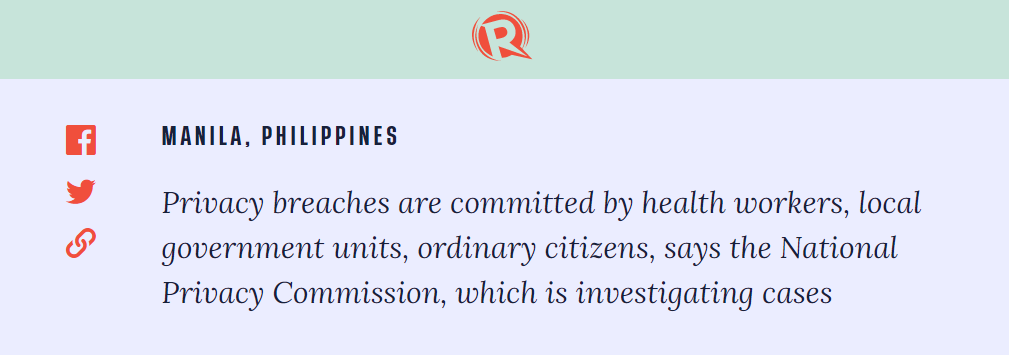 R
MANILA, PHILIPPINES
Privacy breaches are committed by health workers, local
government units, ordinary citizens, says the National
Privacy Commission, which is investigating cases